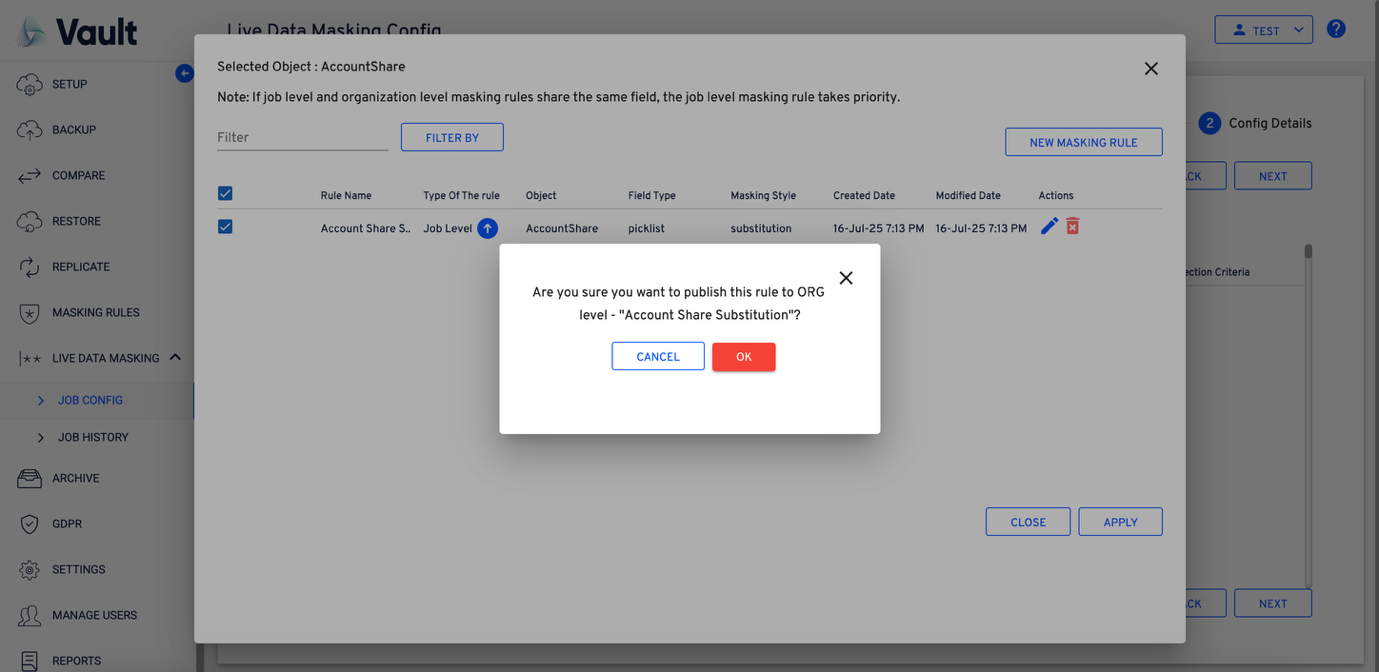 Vault
Live Data Masking Config
TEST
?
SETUP
BACKUP
COMPARE
RESTORE
REPLICATE
MASKING RULES
LIVE DATA MASKING
JOB CONFIG
JOB HISTORY
ARCHIVE
GDPR
SETTINGS
MANAGE USERS
REPORTS
Selected Object : AccountShare
Note: If job level and organization level masking rules share the same field, the job level masking rule takes priority.
Filter
FILTER BY
NEW MASKING RULE
Rule Name Type Of The rule Object Field Type Masking Style Created Date Modified Date Actions
Account Share S.. Job Level AccountShare picklist substitution 16-Jul-25 7:13 PM 16-Jul-25 7:13 PM
Are you sure you want to publish this rule to ORG
level - "Account Share Substitution"?
CANCEL OK
CLOSE APPLY
2 Config Details
CK NEXT
ection Criteria
CK NEXT